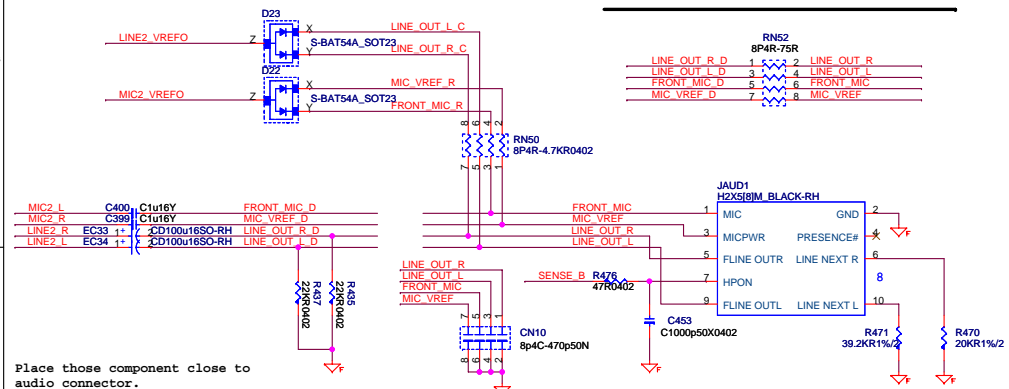 D23
LINE_OUT_L_C
LINE2_VREFO
Z
X
Y
S-BAT54A_SOT23
LINE_OUT_R_C
D22
MIC_VREF_R
MIC2_VREFO
Z
X
Y
S-BAT54A_SOT23
FRONT_MIC_R
RN52
8P4R-75R
LINE_OUT_R_D 1 2 LINE_OUT_R
LINE_OUT_L_D 3 4 LINE_OUT_L
FRONT_MIC_D 5 6 FRONT_MIC
MIC_VREF_D 7 8 MIC_VREF
8 6 4 2
RN50
8P4R-4.7KR0402
7 5 3 1
MIC2_L C400 C1u16Y FRONT_MIC_D
MIC2_R C399 C1u16Y MIC_VREF_D
LINE2_R EC33 1 + 2 CD100u16SO-RH LINE_OUT_R_D
LINE2_L EC34 1 + 2 CD100u16SO-RH LINE_OUT_L_D
FRONT_MIC
MIC_VREF
LINE_OUT_R
LINE_OUT_L
JAUD1
H2X5[8]M_BLACK-RH
1 MIC GND 2
3 MICPWR PRESENCE# 4
5 FLINE OUTR LINE NEXT R 6
7 HPON 8
9 FLINE OUTL LINE NEXT L 10
F
R437
22KR0402
R435
22KR0402
F
LINE_OUT_R
LINE_OUT_L
FRONT_MIC
MIC_VREF
7 5 3 1
CN10
8p4C-470p50N
8 6 4 2
F
SENSE_B R476
47R0402
C453
C1000p50X0402
F
R471
39.2KR1%/2
F
R470
20KR1%/2
F
Place those component close to
audio connector.